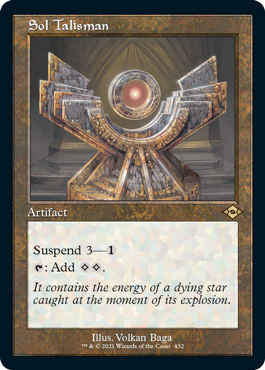 Sol Talisman
Artifact
Suspend 3—1
: Add ◇◇.
It contains the energy of a dying star
caught at the moment of its explosion.
Illus. Volkan Baga
™ & © 2021 Wizards of the Coast 432